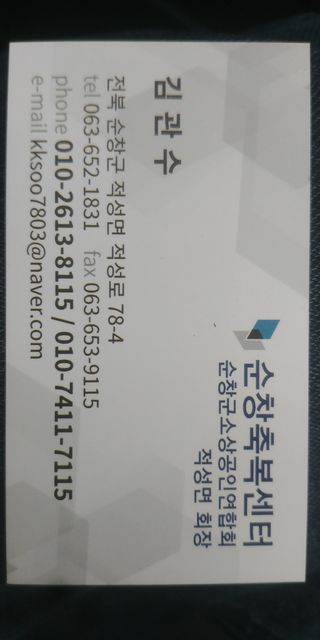 순창축복센터
순창군소상공인연합회
적성면 회장
김관수
전북 순창군 적성면 적성로 78-4
tel 063-652-1831 fax 063-653-9115
phone 010-2613-8115 / 010-7411-7115
e-mail kksoo7803@naver.com